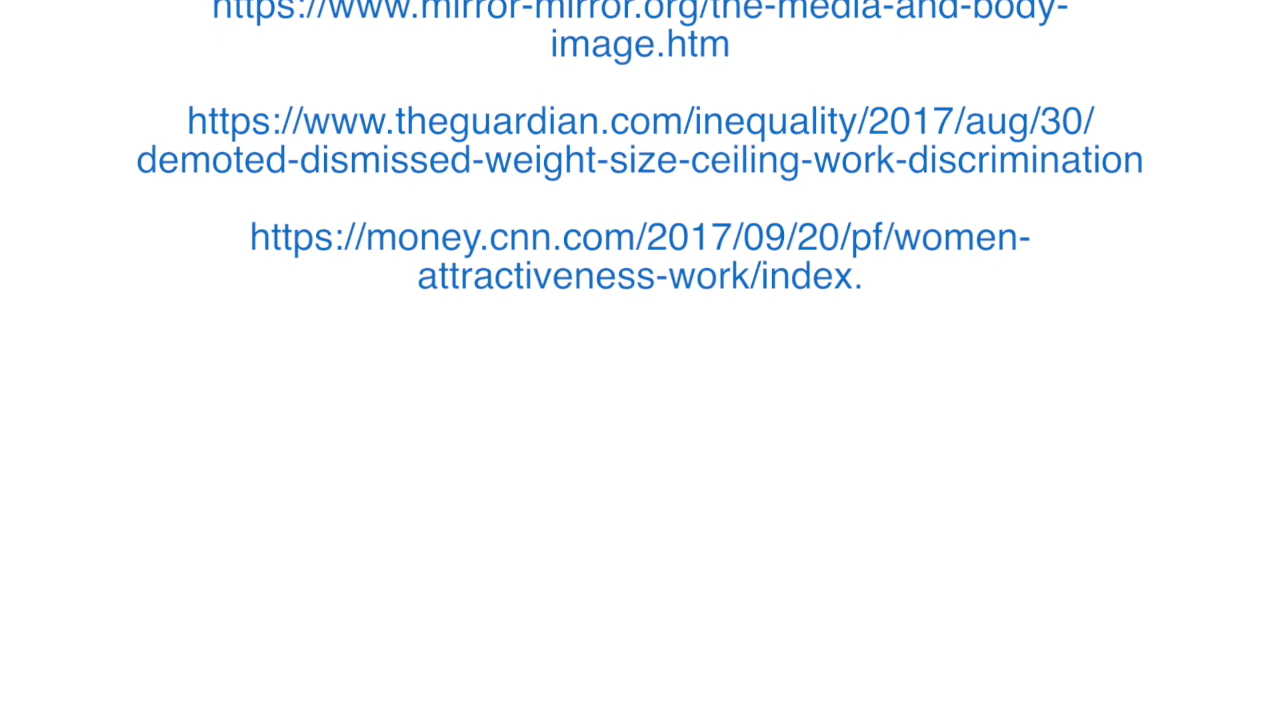 https://www.mirror-mirror.org/the-media-and-body-
image.htm
https://www.theguardian.com/inequality/2017/aug/30/
demoted-dismissed-weight-size-ceiling-work-discrimination
https://money.cnn.com/2017/09/20/pf/women-
attractiveness-work/index.